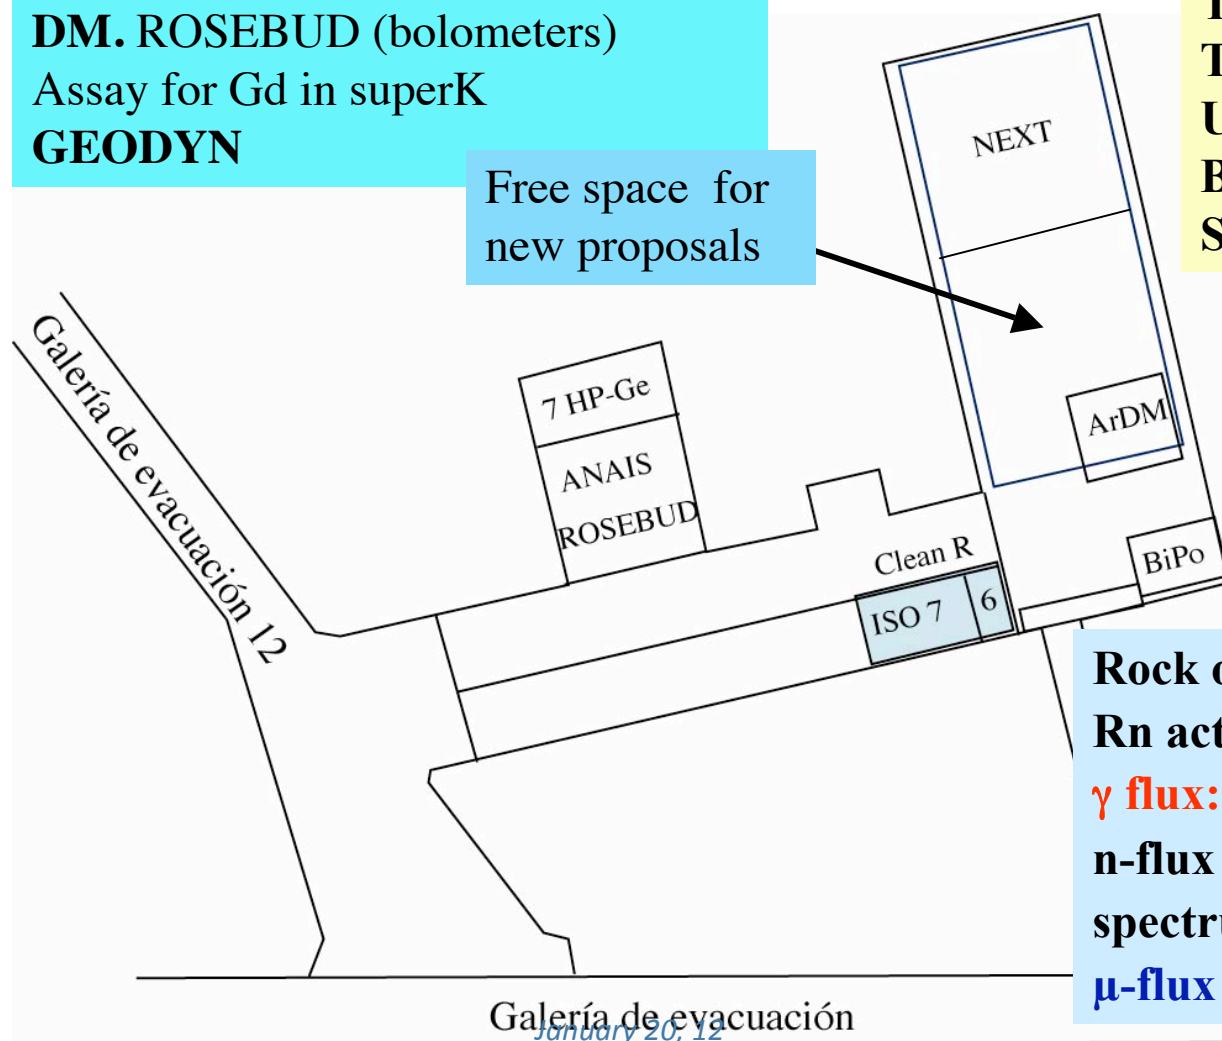 DM. ROSEBUD (bolometers)
Assay for Gd in superK
GEODYN
Free space for
new proposals
NEXT
T
U
B
S
Galería de evacuación 12
7 HP-Ge
ANAIS
ROSEBUD
ArDM
Clean R
ISO 7
6
BiPo
Rock o
Rn act
γ flux:
n-flux
spectru
μ-flux
Galería de evacuación
January 20, 12